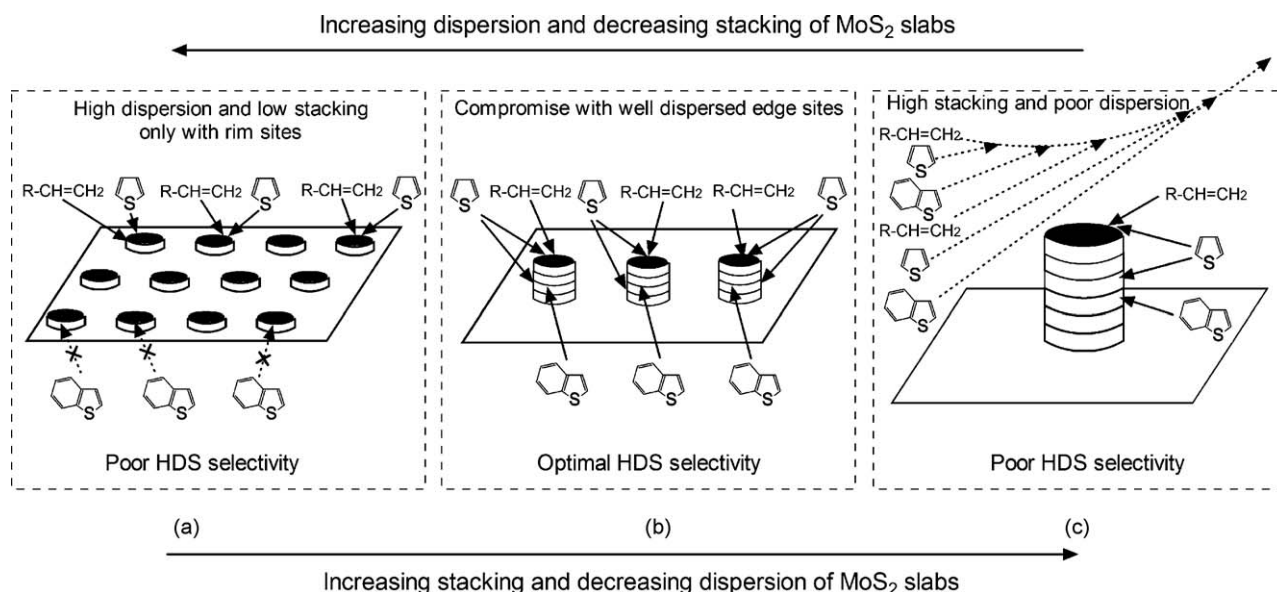 Increasing dispersion and decreasing stacking of MoS2 slabs
High dispersion and low stacking
only with rim sites
R-CH=CH2 S R-CH=CH2 S R-CH=CH2 S
S S S
Poor HDS selectivity
(a)
Compromise with well dispersed edge sites
S R-CH=CH2 S R-CH=CH2 R-CH=CH2 S
S S S
Optimal HDS selectivity
(b)
High stacking and poor dispersion
R-CH=CH2
S
S
R-CH=CH2
R-CH=CH2
S
S
S
S
Poor HDS selectivity
(c)
Increasing stacking and decreasing dispersion of MoS2 slabs